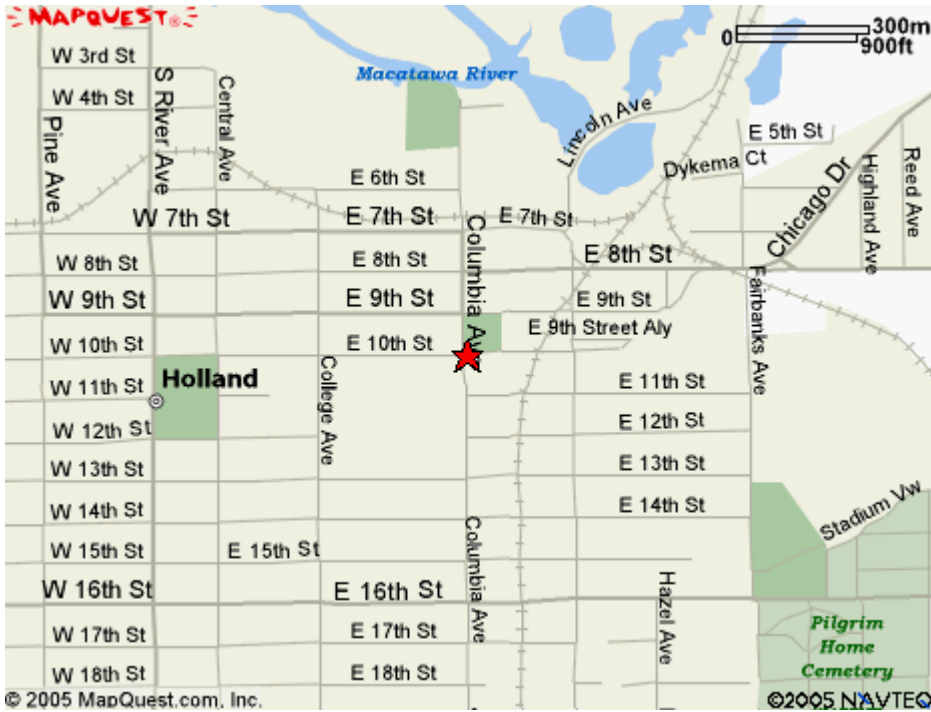 MAPQUEST®
300m
0
900ft
W 3rd St
Macatawa River
W 4th St
S River Ave
Central Ave
Pine Ave
Lincoln Ave
E 5th St
Dykema Ct
Chicago Dr
Highland Ave
Reed Ave
E 6th St
W 7th St
E 7th St
E 7th St
Columbia Ave
W 8th St
E 8th St
E 8th St
W 9th St
E 9th St
E 9th St
Fairbanks Ave
E 9th Street Aly
W 10th St
E 10th St
W 11th St
Holland
College Ave
E 11th St
W 12th St
E 12th St
W 13th St
E 13th St
W 14th St
E 14th St
Stadium Vw
W 15th St
E 15th St
Columbia Ave
W 16th St
E 16th St
Hazel Ave
W 17th St
E 17th St
Pilgrim
Home
Cemetery
W 18th St
E 18th St
© 2005 MapQuest.com, Inc.
©2005 NAVTEQ